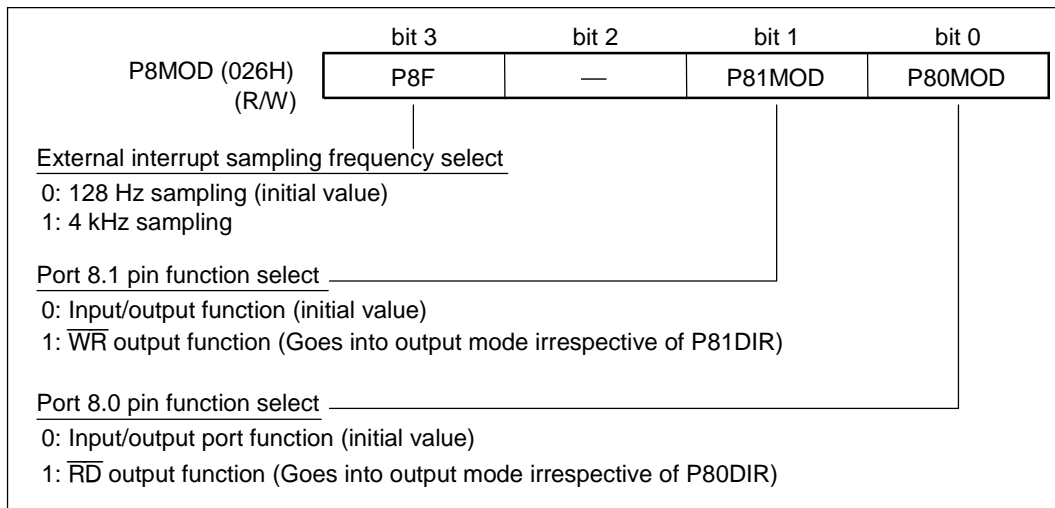 bit 3 bit 2 bit 1 bit 0
P8MOD (026H) P8F — P81MOD P80MOD
(R/W)
External interrupt sampling frequency select
0: 128 Hz sampling (initial value)
1: 4 kHz sampling
Port 8.1 pin function select
0: Input/output function (initial value)
1: W̅R̅ output function (Goes into output mode irrespective of P81DIR)
Port 8.0 pin function select
0: Input/output port function (initial value)
1: R̅D̅ output function (Goes into output mode irrespective of P80DIR)